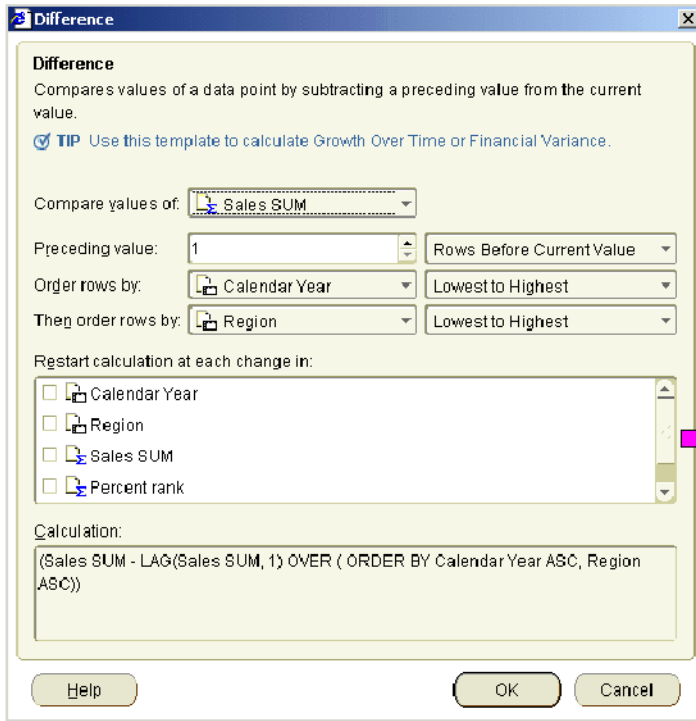 Difference
Difference
Compares values of a data point by subtracting a preceding value from the current
value.
TIP Use this template to calculate Growth Over Time or Financial Variance.
Compare values of: Sales SUM
Preceding value: 1 Rows Before Current Value
Order rows by: Calendar Year Lowest to Highest
Then order rows by: Region Lowest to Highest
Restart calculation at each change in:
Calendar Year
Region
Sales SUM
Percent rank
Calculation:
(Sales SUM - LAG(Sales SUM, 1) OVER ( ORDER BY Calendar Year ASC, Region
ASC))
Help OK Cancel